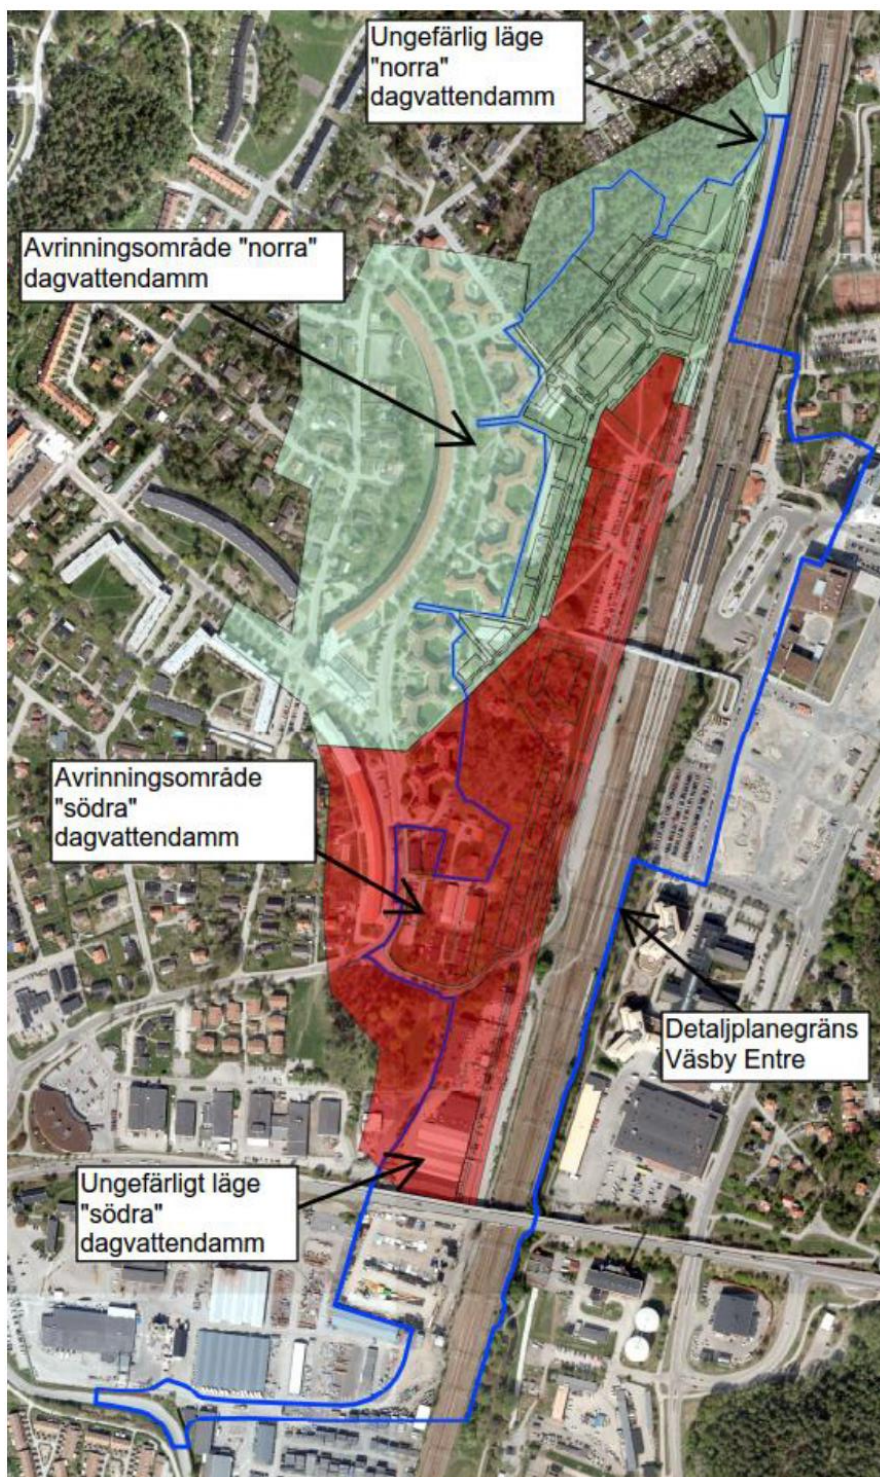 Ungefärlig läge
"norra"
dagvattendamm
Avrinningsområde "norra"
dagvattendamm
Avrinningsområde
"södra"
dagvattendamm
Detaljplanegräns
Väsby Entre
Ungefärligt läge
"södra"
dagvattendamm